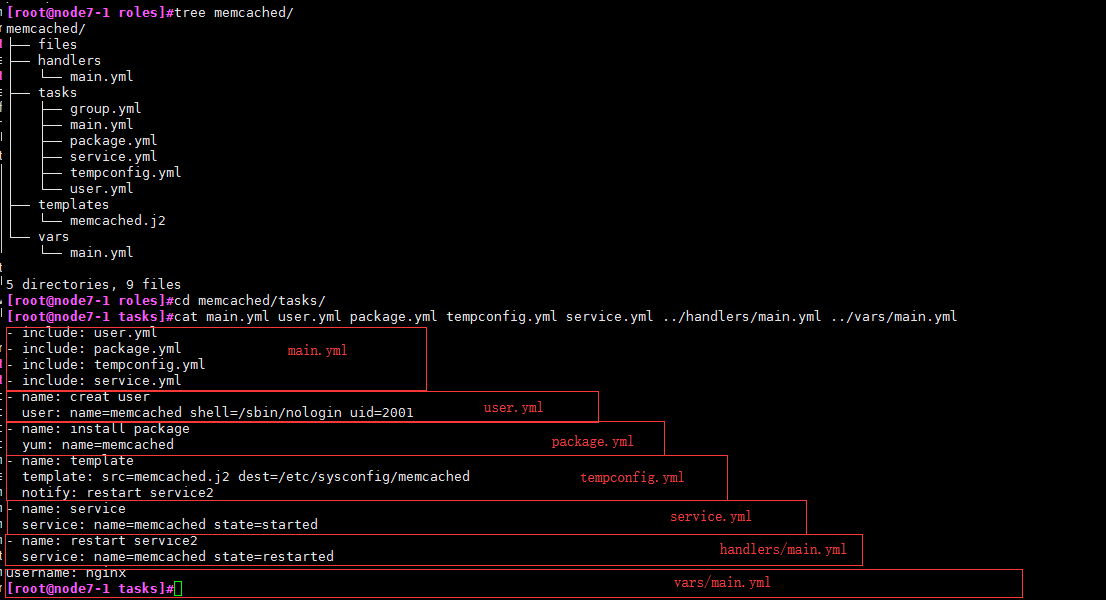 [root@node7-1 roles]#tree memcached/
memcached/
├── files
├── handlers
│   └── main.yml
├── tasks
│   ├── group.yml
│   ├── main.yml
│   ├── package.yml
│   ├── service.yml
│   ├── tempconfig.yml
│   └── user.yml
├── templates
│   └── memcached.j2
└── vars
    └── main.yml
5 directories, 9 files
[root@node7-1 roles]#cd memcached/tasks/
[root@node7-1 tasks]#cat main.yml user.yml package.yml tempconfig.yml service.yml ../handlers/main.yml ../vars/main.yml
- include: user.yml
- include: package.yml
main.yml
- include: tempconfig.yml
- include: service.yml
- name: creat user
user: name=memcached shell=/sbin/nologin uid=2001
user.yml
- name: install package
yum: name=memcached
package.yml
- name: template
template: src=memcached.j2 dest=/etc/sysconfig/memcached
tempconfig.yml
notify: restart service2
- name: service
service: name=memcached state=started
service.yml
- name: restart service2
service: name=memcached state=restarted
handlers/main.yml
username: nginx
vars/main.yml
[root@node7-1 tasks]#